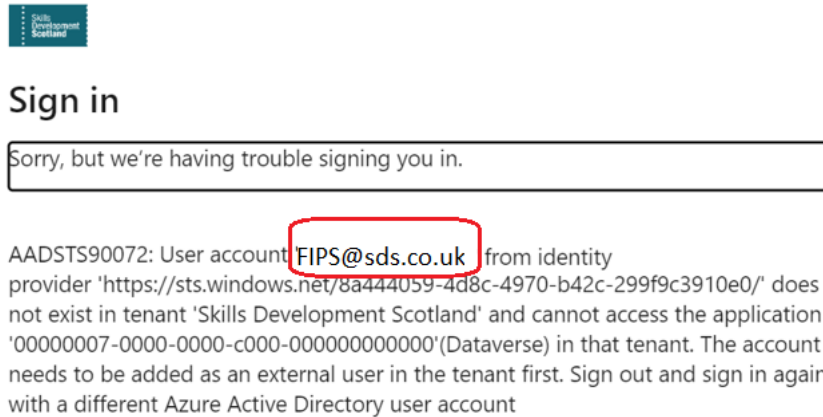 Skills
Development
Scotland
Sign in
Sorry, but we're having trouble signing you in.
AADSTS90072: User account 'FIPS@sds.co.uk from identity
provider 'https://sts.windows.net/8a444059-4d8c-4970-b42c-299f9c3910e0/' does
not exist in tenant 'Skills Development Scotland' and cannot access the application
'00000007-0000-0000-c000-000000000000'(Dataverse) in that tenant. The account
needs to be added as an external user in the tenant first. Sign out and sign in again
with a different Azure Active Directory user account